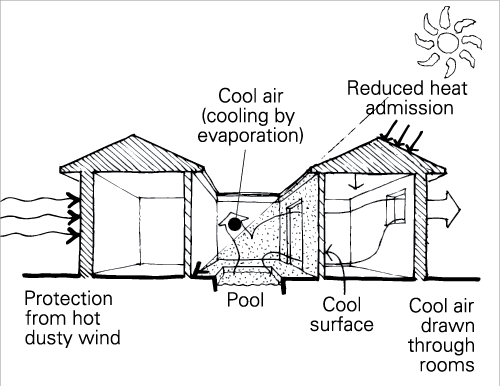 Cool air
(cooling by
evaporation)
Reduced heat
admission
Protection
from hot
dusty wind
Pool
Cool
surface
Cool air
drawn
through
rooms